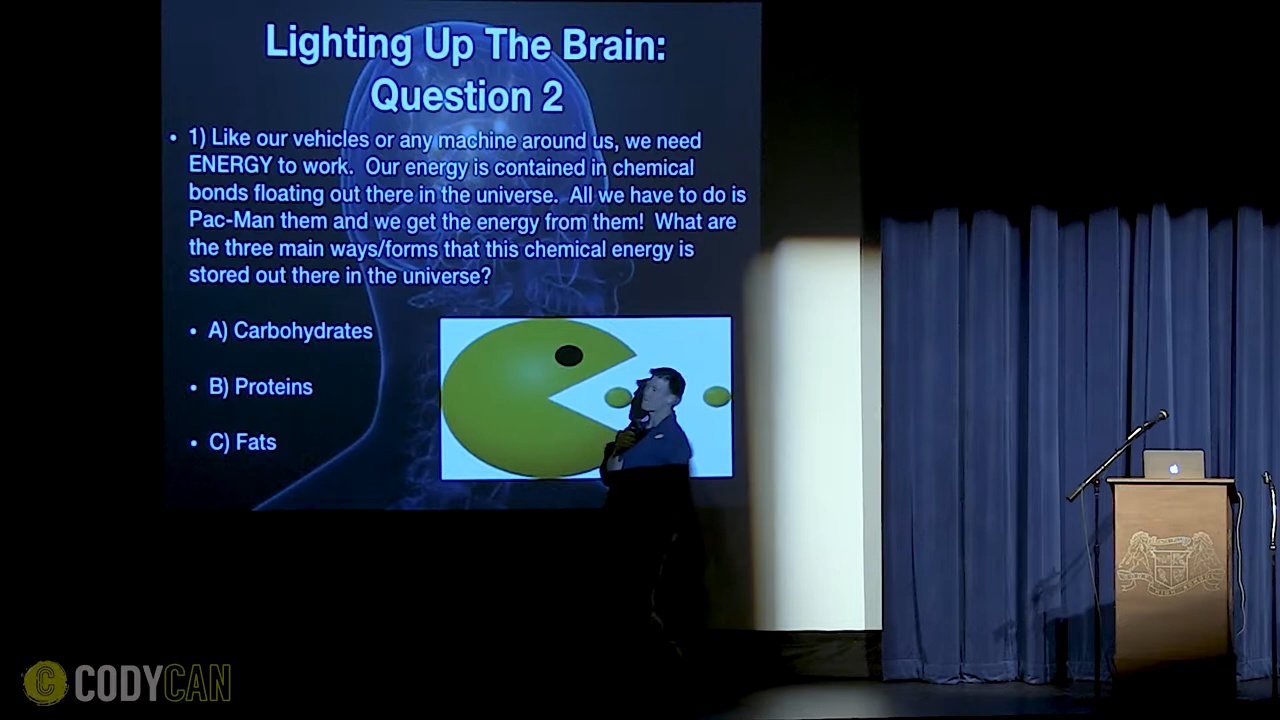 Lighting Up The Brain:
Question 2
• 1) Like our vehicles or any machine around us, we need
ENERGY to work. Our energy is contained in chemical
bonds floating out there in the universe. All we have to do is
Pac-Man them and we get the energy from them! What are
the three main ways/forms that this chemical energy is
stored out there in the universe?
• A) Carbohydrates
• B) Proteins
• C) Fats
HIGH SCHOOL
C CODYCAN